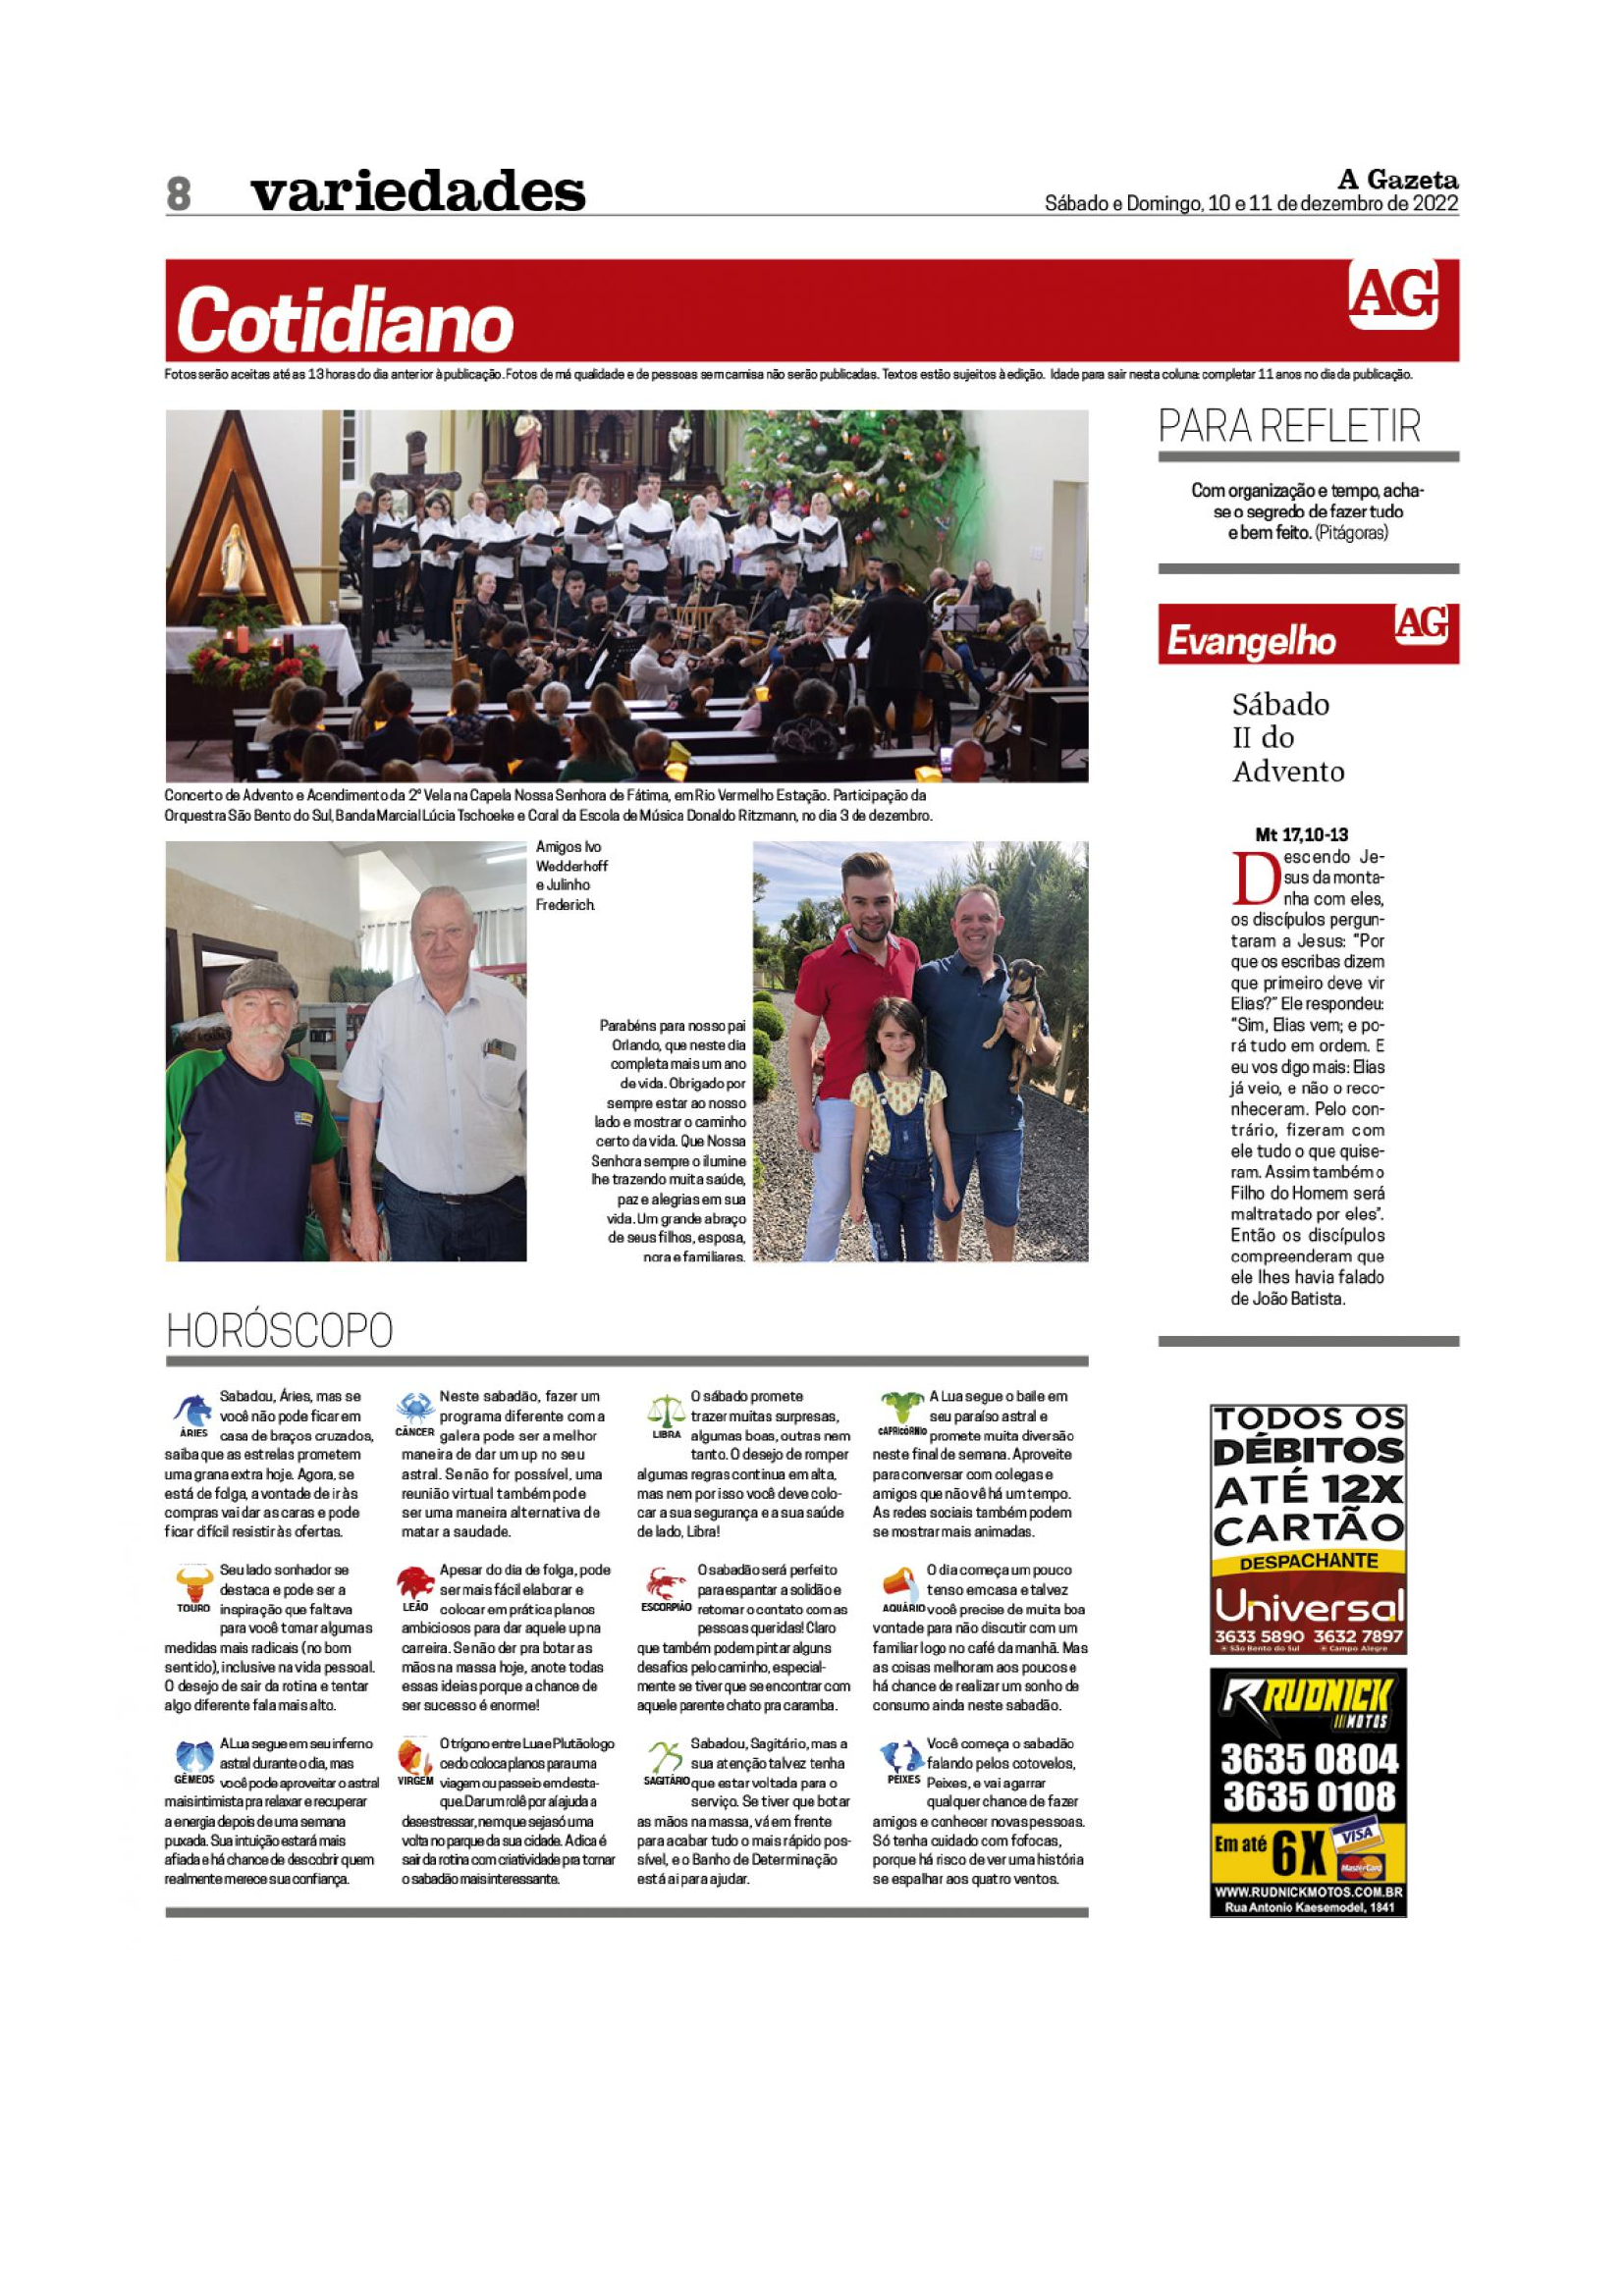 8 variedades
A Gazeta
Sábado e Domingo, 10 e 11 de dezembro de 2022
Cotidiano
AG
Fotos serão aceitas até as 13 horas do dia anterior à publicação. Fotos de má qualidade e de pessoas sem camisa não serão publicadas. Textos estão sujeitos à edição. Idade para sair nesta coluna: completar 11 anos no dia da publicação.
Concerto de Advento e Acendimento da 2ª Vela na Capela Nossa Senhora de Fátima, em Rio Vermelho Estação. Participação da
Orquestra São Bento do Sul, Banda Marcial Lúcia Tschoeke e Coral da Escola de Música Donaldo Ritzmann, no dia 3 de dezembro.
Amigos Ivo
Wedderhoff
e Julinho
Frederich.
Parabéns para nosso pai
Orlando, que neste dia
completa mais um ano
de vida. Obrigado por
sempre estar ao nosso
lado e mostrar o caminho
certo da vida. Que Nossa
Senhora sempre o ilumine
lhe trazendo muita saúde,
paz e alegrias em sua
vida. Um grande abraço
de seus filhos, esposa,
nora e familiares.
PARA REFLETIR
Com organização e tempo, acha-
se o segredo de fazer tudo
e bem feito. (Pitágoras)
Evangelho
AG
Sábado
II do
Advento
Mt 17,10-13
Descendo Je-
sus da monta-
nha com eles,
os discípulos pergun-
taram a Jesus: "Por
que os escribas dizem
que primeiro deve vir
Elias?" Ele respondeu:
"Sim, Elias vem; e po-
rá tudo em ordem. E
eu vos digo mais: Elias
já veio, e não o reco-
nheceram. Pelo con-
trário, fizeram com
ele tudo o que quise-
ram. Assim também o
Filho do Homem será
maltratado por eles".
Então os discípulos
compreenderam que
ele lhes havia falado
de João Batista.
HORÓSCOPO
ÁRIES
Sabadou, Áries, mas se
você não pode ficar em
casa de braços cruzados,
saiba que as estrelas prometem
uma grana extra hoje. Agora, se
está de folga, a vontade de ir às
compras vai dar as caras e pode
ficar difícil resistir às ofertas.
TOURO
Seu lado sonhador se
destaca e pode ser a
inspiração que faltava
para você tomar algumas
medidas mais radicais (no bom
sentido), inclusive na vida pessoal.
O desejo de sair da rotina e tentar
algo diferente fala mais alto.
GÊMEOS
A Lua segue em seu inferno
astral durante o dia, mas
você pode aproveitar o astral
mais intimista pra relaxar e recuperar
a energia depois de uma semana
puxada. Sua intuição estará mais
afiada e há chance de descobrir quem
realmente merece sua confiança.
CÂNCER
Neste sabadão, fazer um
programa diferente com a
galera pode ser a melhor
maneira de dar um up no seu
astral. Se não for possível, uma
reunião virtual também pode
ser uma maneira alternativa de
matar a saudade.
LEÃO
Apesar do dia de folga, pode
ser mais fácil elaborar e
colocar em prática planos
ambiciosos para dar aquele up na
carreira. Se não der pra botar as
mãos na massa hoje, anote todas
essas ideias porque a chance de
ser sucesso é enorme!
VIRGEM
O trígono entre Lua e Plutão logo
cedo coloca planos para uma
viagem ou passeio em desta-
que. Dar um rolê por aí ajuda a
desestressar, nem que seja só uma
volta no parque da sua cidade. A dica é
sair da rotina com criatividade pra tornar
o sabadão mais interessante.
LIBRA
O sábado promete
trazer muitas surpresas,
algumas boas, outras nem
tanto. O desejo de romper
algumas regras continua em alta,
mas nem por isso você deve colo-
car a sua segurança e a sua saúde
de lado, Libra!
ESCORPIÃO
O sabadão será perfeito
para espantar a solidão e
retomar o contato com as
pessoas queridas! Claro
que também podem pintar alguns
desafios pelo caminho, especial-
mente se tiver que se encontrar com
aquele parente chato pra caramba.
SAGITÁRIO
Sabadou, Sagitário, mas a
sua atenção talvez tenha
que estar voltada para o
serviço. Se tiver que botar
as mãos na massa, vá em frente
para acabar tudo o mais rápido pos-
sível, e o Banho de Determinação
está aí para ajudar.
CAPRICÓRNIO
A Lua segue o baile em
seu paraíso astral e
promete muita diversão
neste final de semana. Aproveite
para conversar com colegas e
amigos que não vê há um tempo.
As redes sociais também podem
se mostrar mais animadas.
AQUÁRIO
O dia começa um pouco
tenso em casa e talvez
você precise de muita boa
vontade para não discutir com um
familiar logo no café da manhã. Mas
as coisas melhoram aos poucos e
há chance de realizar um sonho de
consumo ainda neste sabadão.
PEIXES
Você começa o sabadão
falando pelos cotovelos,
Peixes, e vai agarrar
qualquer chance de fazer
amigos e conhecer novas pessoas.
Só tenha cuidado com fofocas,
porque há risco de ver uma história
se espalhar aos quatro ventos.
TODOS OS
DÉBITOS
ATÉ 12X
CARTÃO
DESPACHANTE
Universal
3633 5890 3632 7897
São Bento do Sul Campo Alegre
RUDNICK
MOTOS
3635 0804
3635 0108
Em até 6X VISA
MasterCard
WWW.RUDNICKMOTOS.COM.BR
Rua Antonio Kaesemodel, 1841